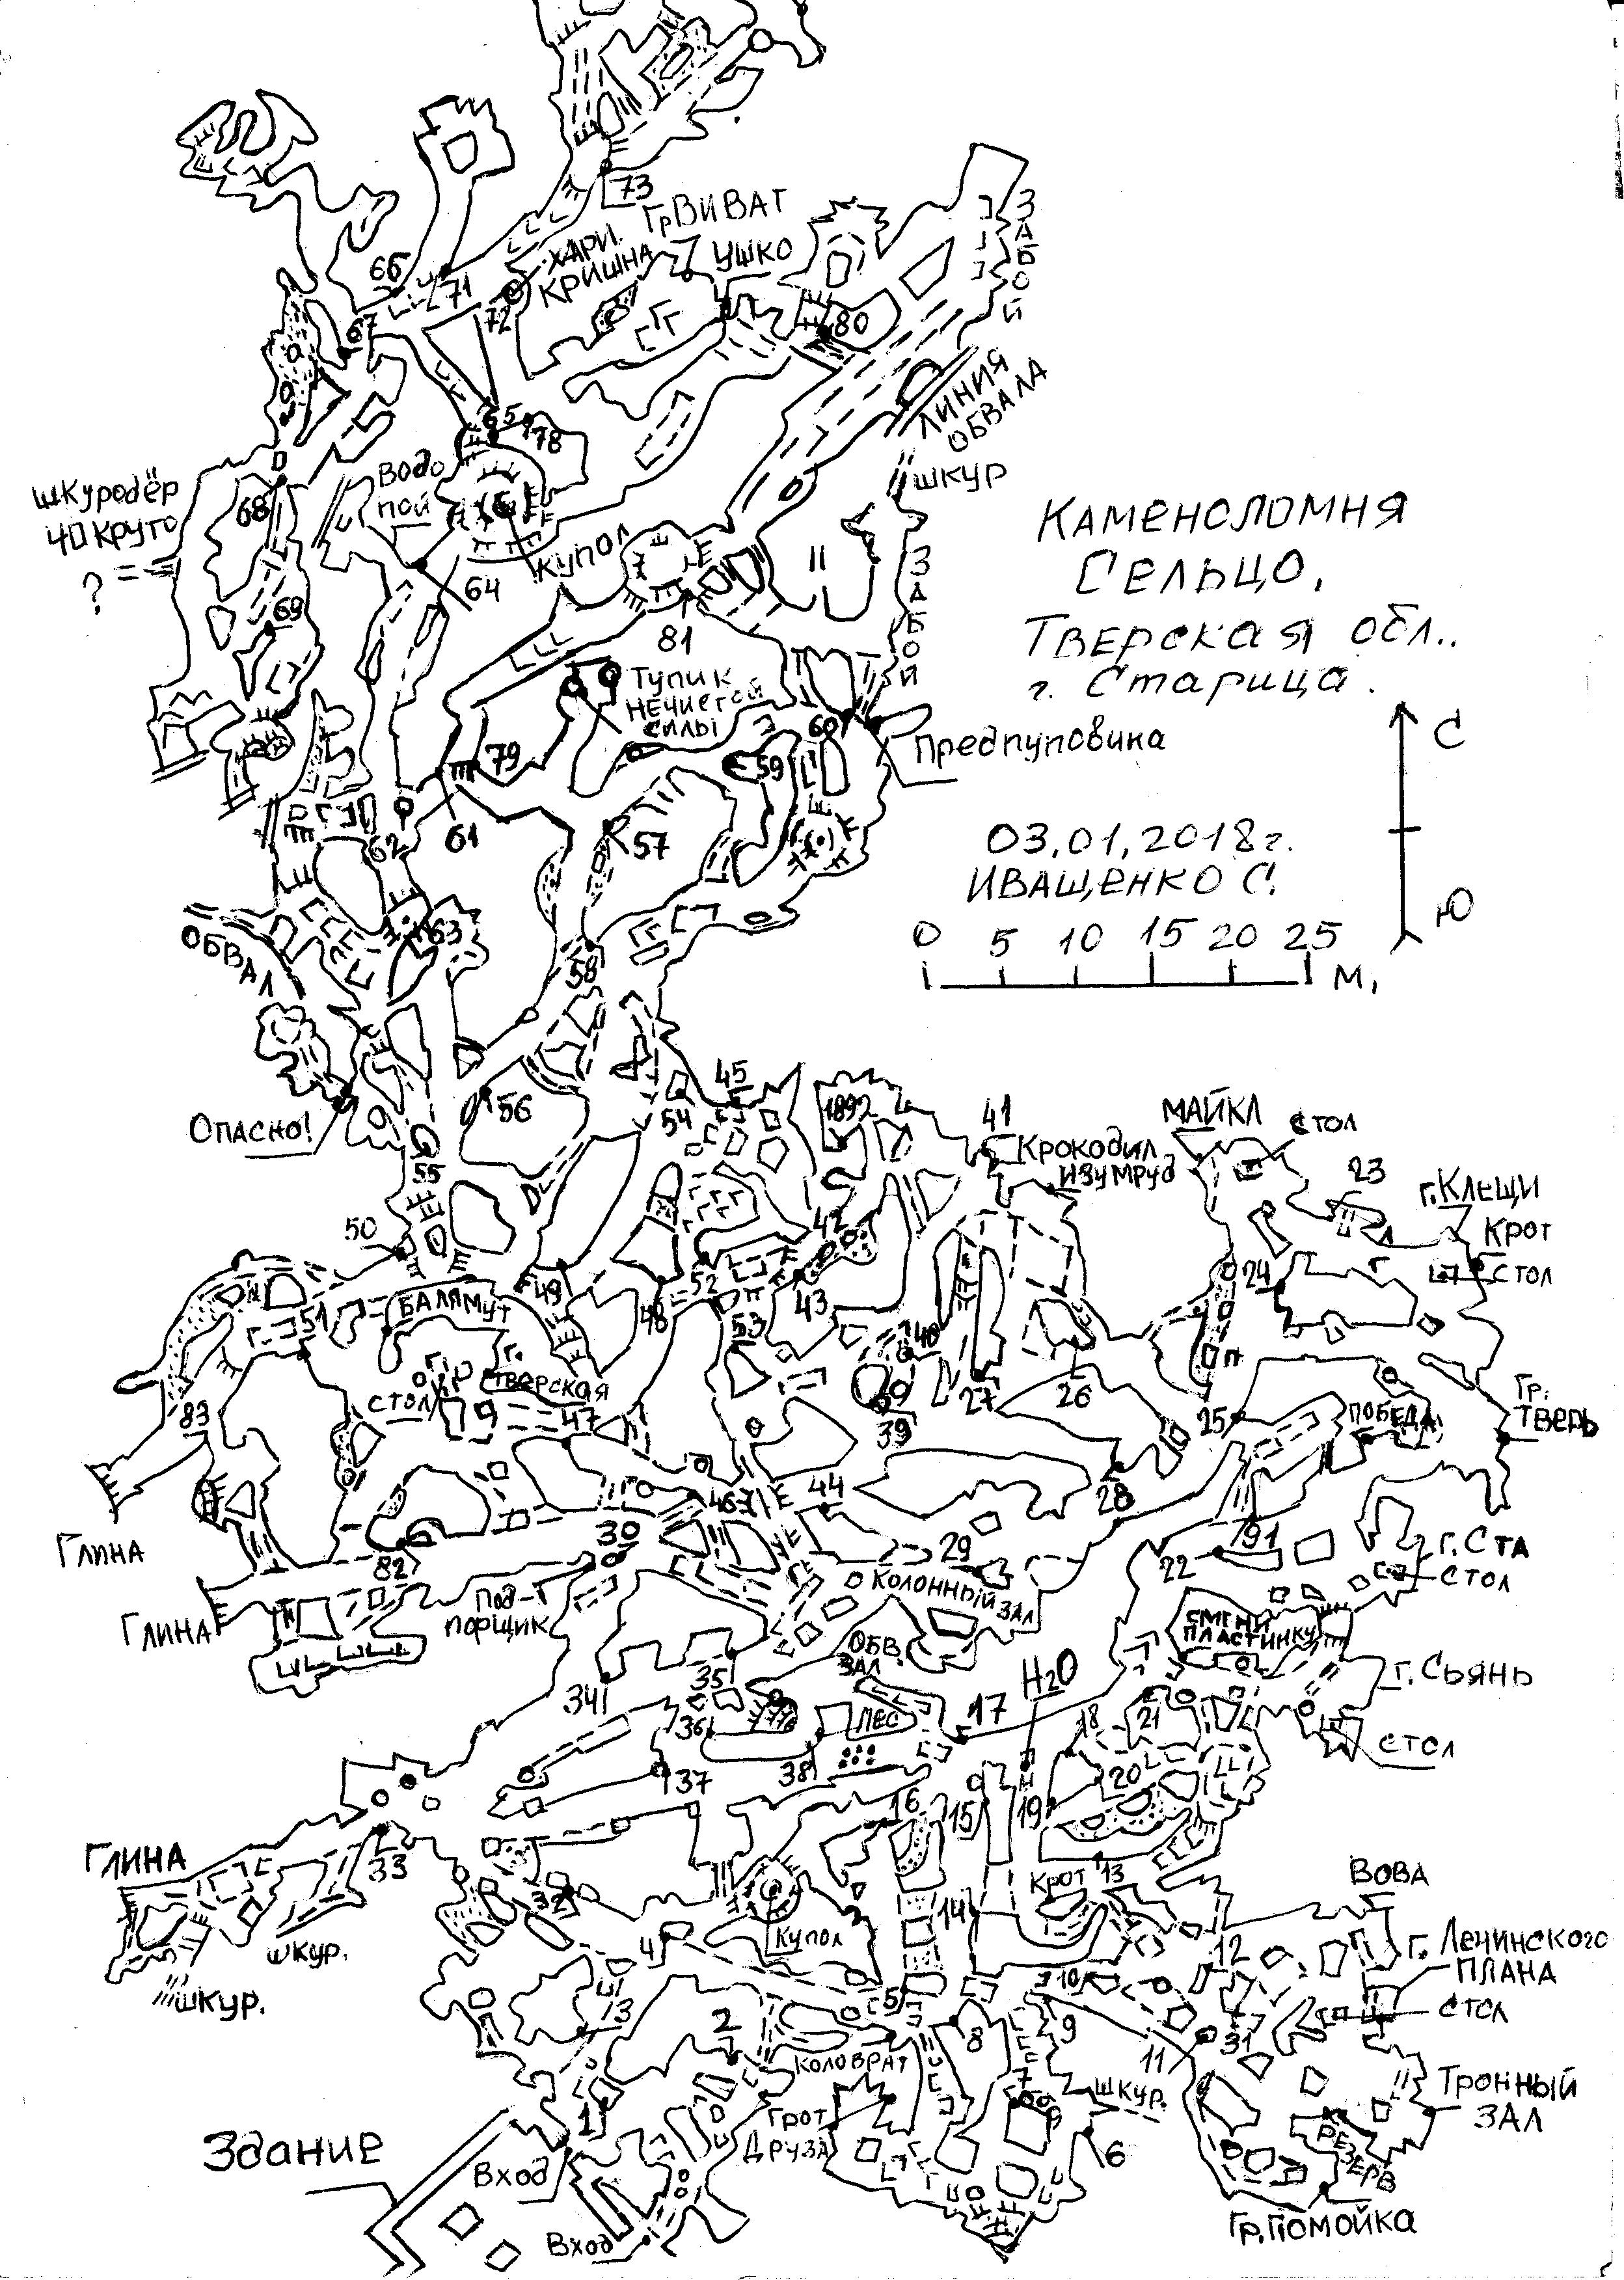 73
Гр ВИВАТ
ХАРИ
КРИШНА
УШКО
ЗАБОЙ
66
71
72
67
80
ЛИНИЯ
ОБВАЛА
ШКУР
65
78
ВОДО
ПОЙ
ШКУРОДЁР
ЧО КРУТО
?
68
КАМЕНОЛОМНЯ
СЕЛЬЦО,
ТВЕРСКАЯ ОБЛ..
г. СТАРИЦА.
КУПОЛ
64
II
ЗАБОЙ
69
81
ТУПИК
НЕЧИСТОЙ
СИЛЫ
60
ПРЕДПУПОВИНА
С
Ю
79
59
61
62
57
03.01.2018г.
ИВАЩЕНКО С.
0 5 10 15 20 25
М.
63
ОБВАЛ
58
ОПАСНО!
56
54
45
1892
41
КРОКОДИЛ
ИЗУМРУД
МАЙКЛ
СТОЛ
23
г. КЛЕЩИ
КРОТ
СТОЛ
55
50
49
48
52
42
43
24
51
БАЛАМУТ
53
40
г.
ТВЕРСКАЯ
СТОЛ
47
83
39
27
26
25
ПОБЕДА
Гр.
ТВЕРЬ
ГЛИНА
46
44
28
30
82
29
91
22
г. СТА
СТОЛ
ГЛИНА
ПОД-
ПОРЩИК
КОЛОННЫЙ ЗАЛ
СМЕНИ
ПЛАСТИНКУ
ОБВ.
ЗАЛ
г. СЬЯНЬ
H2O
34
35
36
ЛЕС
17
18
21
СТОЛ
37
38
20
16
15
19
ГЛИНА
33
32
КРОТ
13
ВОВА
ШКУР.
ШКУР.
14
КУПОЛ
4
12
г. ЛЕНИНСКОГО
ПЛАНА
СТОЛ
10
5
3
2
8
9
11
31
КОЛОВРАТ
7
ШКУР.
ТРОННЫЙ
ЗАЛ
1
ГРОТ
ДРУЗА
6
РЕЗЕРВ
ЗДАНИЕ
ВХОД
ВХОД
Гр. ПОМОЙКА